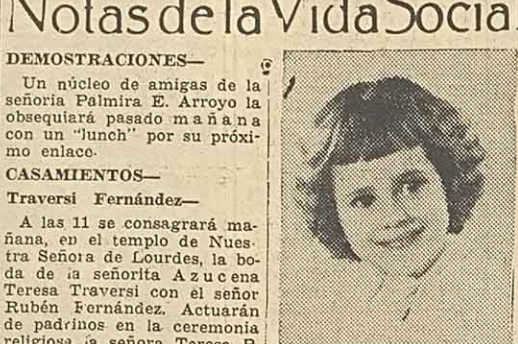 Notas de la Vida Social
DEMOSTRACIONES—
Un núcleo de amigas de la
señoria Palmira E. Arroyo la
obsequiará pasado mañana
con un "lunch" por su próxi-
mo enlace.
CASAMIENTOS—
Traversi Fernández—
A las 11 se consagrará ma-
ñana, en el templo de Nues-
tra Señora de Lourdes, la bo-
da de la señorita Azucena
Teresa Traversi con el señor
Rubén Fernández. Actuarán
de padrinos en la ceremonia
religiosa la señora Teresa P.